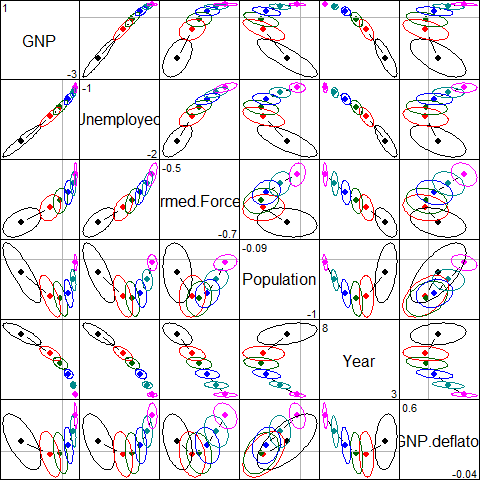 1
GNP
-3
-1
Unemployed
-2
-0.5
rmed.Force
-0.7
-0.09
Population
-1
8
Year
3
0.6
GNP.deflato
-0.04